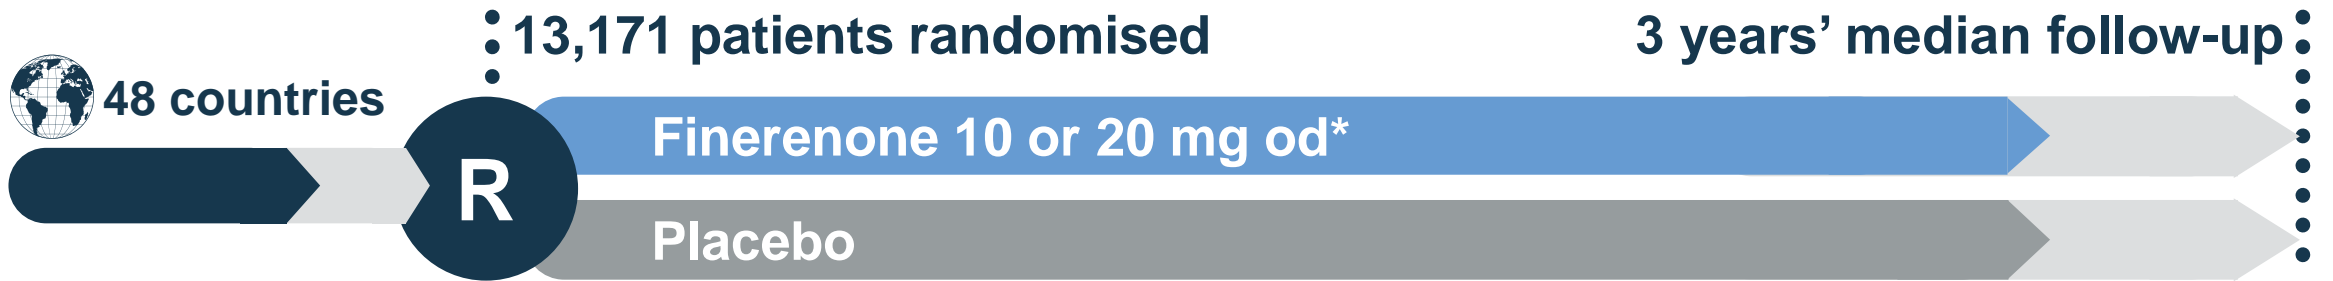 13,171 patients randomised
3 years’ median follow-up
48 countries
R
Finerenone 10 or 20 mg od*
Placebo